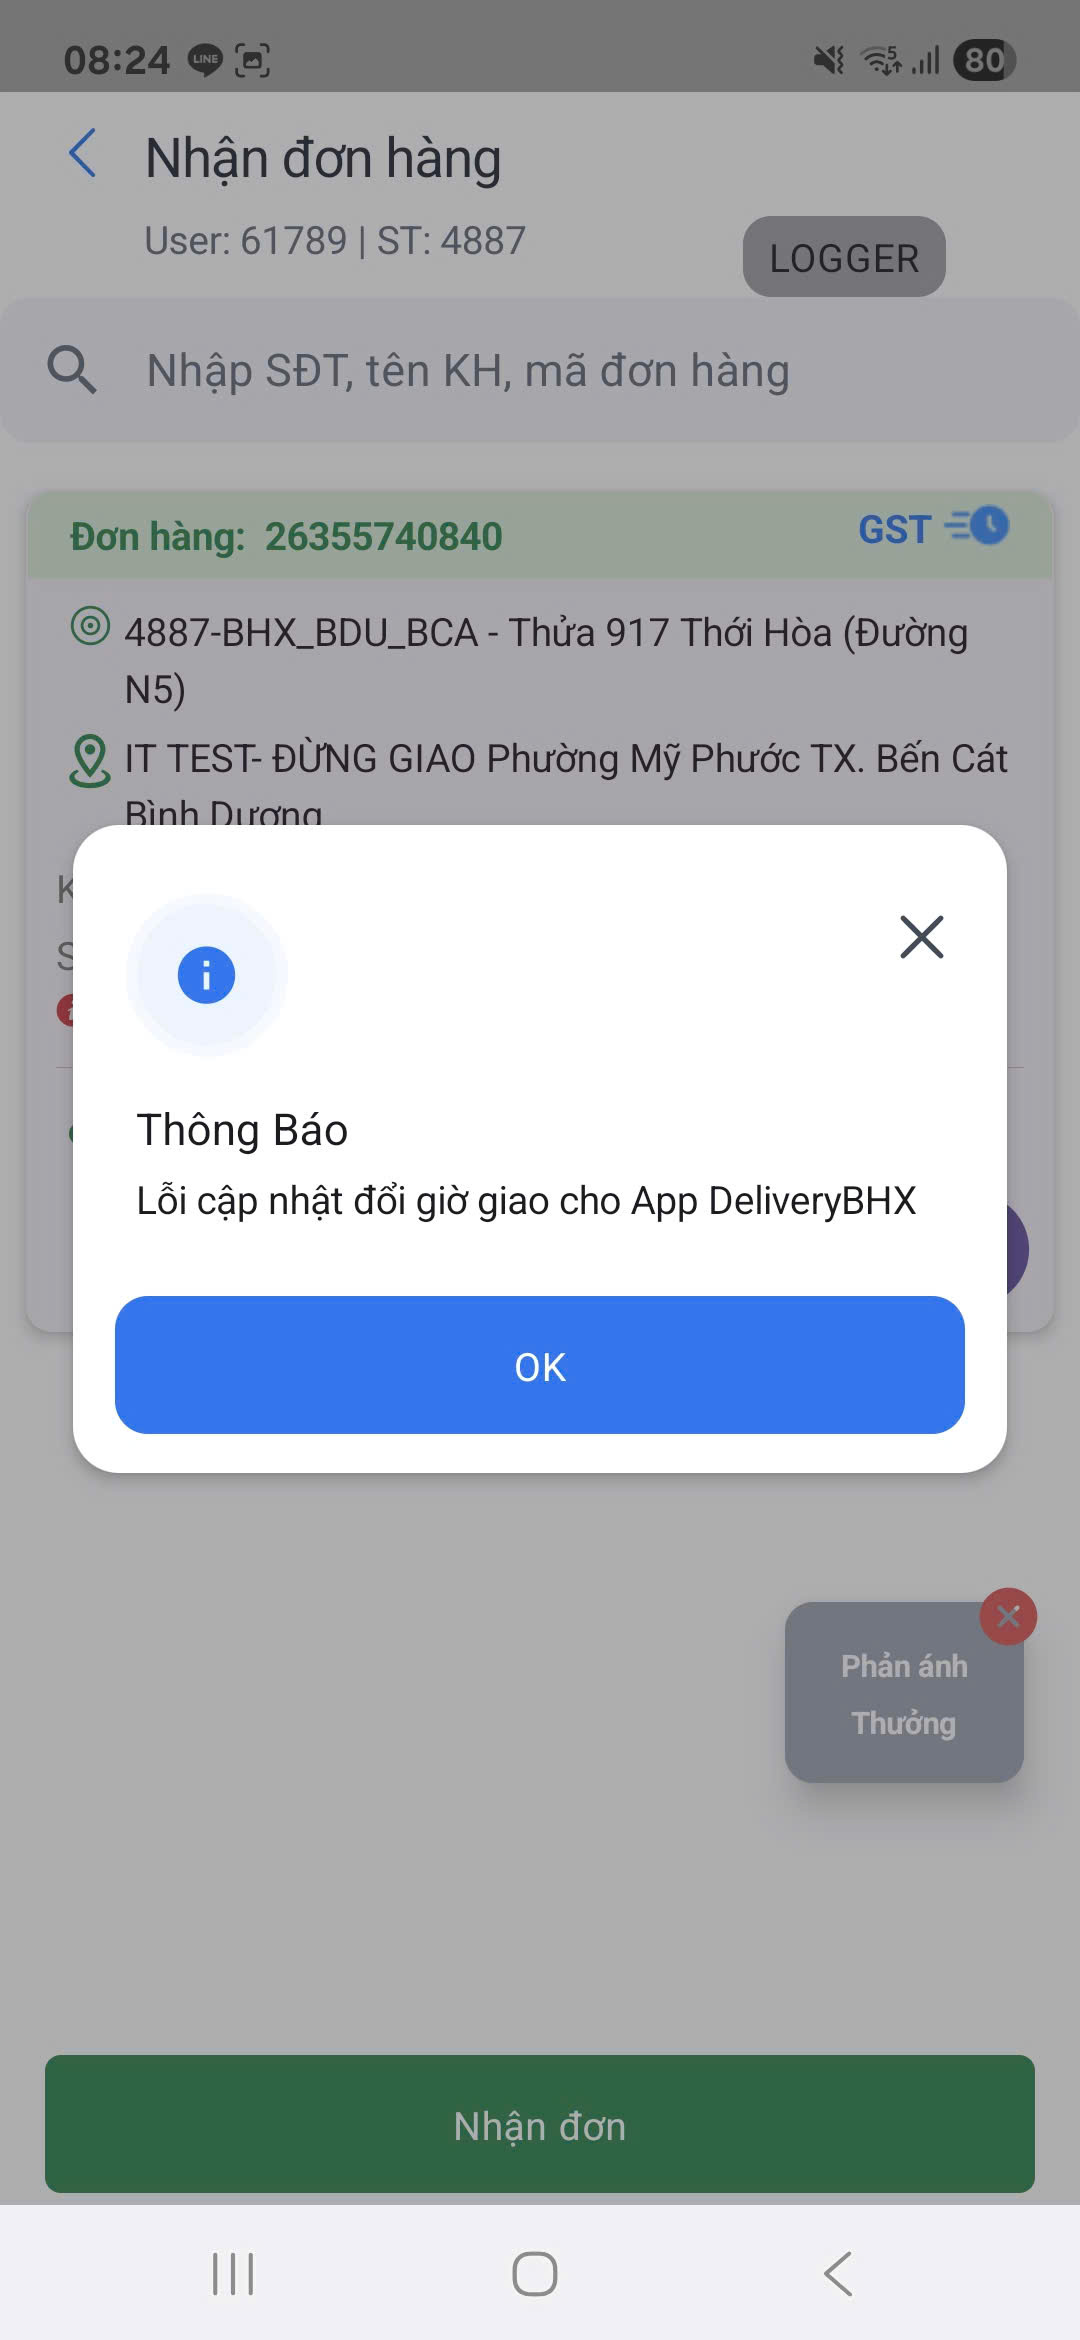 08:24 LINE 5 80
Nhận đơn hàng
User: 61789 | ST: 4887
LOGGER
Nhập SĐT, tên KH, mã đơn hàng
Đơn hàng: 26355740840 GST
4887-BHX_BDU_BCA - Thửa 917 Thới Hòa (Đường
N5)
IT TEST- ĐỪNG GIAO Phường Mỹ Phước TX. Bến Cát
Bình Dương
K
S
Thông Báo
Lỗi cập nhật đổi giờ giao cho App DeliveryBHX
OK
Phản ánh
Thưởng
Nhận đơn